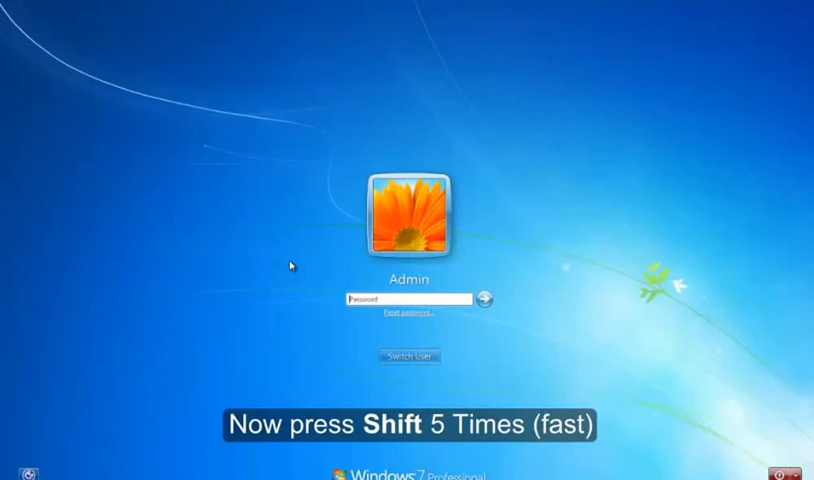 Admin
Password
Reset password...
Switch User
Now press Shift 5 Times (fast)
Windows 7 Professional